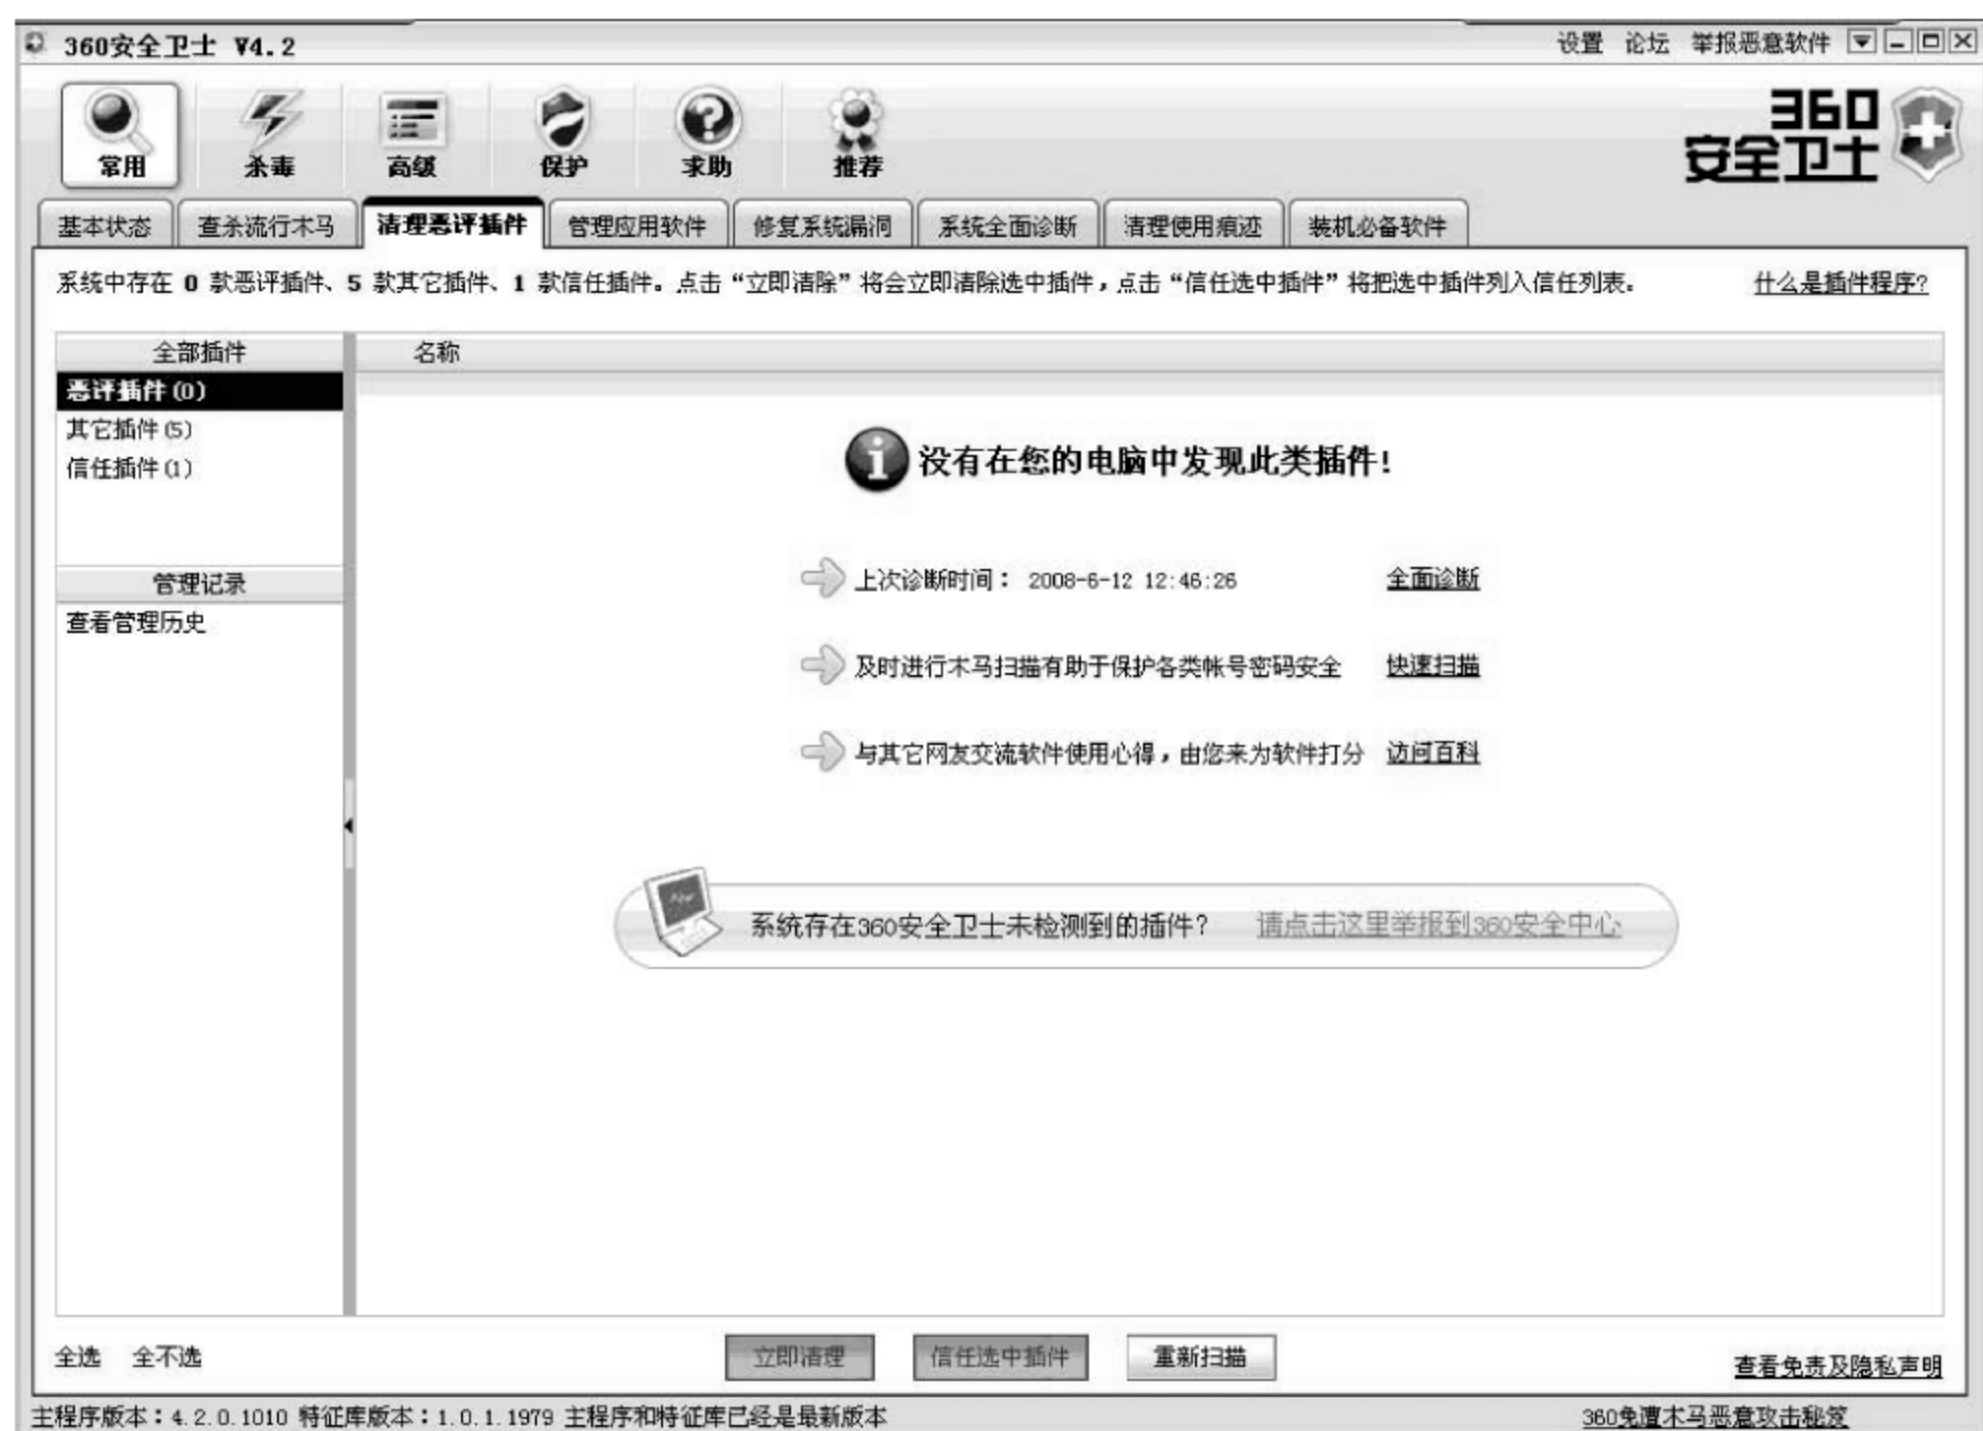 360安全卫士 V4.2
设置 论坛 举报恶意软件
常用 杀毒 高级 保护 求助 推荐
360
安全卫士
基本状态 查杀流行木马 清理恶评插件 管理应用软件 修复系统漏洞 系统全面诊断 清理使用痕迹 装机必备软件
系统中存在 0 款恶评插件、5 款其它插件、1 款信任插件。点击“立即清除”将会立即清除选中插件，点击“信任选中插件”将把选中插件列入信任列表。 什么是插件程序?
全部插件 名称
恶评插件(0)
其它插件(5)
信任插件(1)
没有在您的电脑中发现此类插件!
上次诊断时间： 2008-6-12 12:46:26 全面诊断
管理记录
查看管理历史
及时进行木马扫描有助于保护各类帐号密码安全 快速扫描
与其它网友交流软件使用心得，由您来为软件打分 访问百科
系统存在360安全卫士未检测到的插件? 请点击这里举报到360安全中心
全选 全不选 立即清理 信任选中插件 重新扫描 查看免责及隐私声明
主程序版本：4.2.0.1010 特征库版本：1.0.1.1979 主程序和特征库已经是最新版本 360免遭木马恶意攻击秘笈